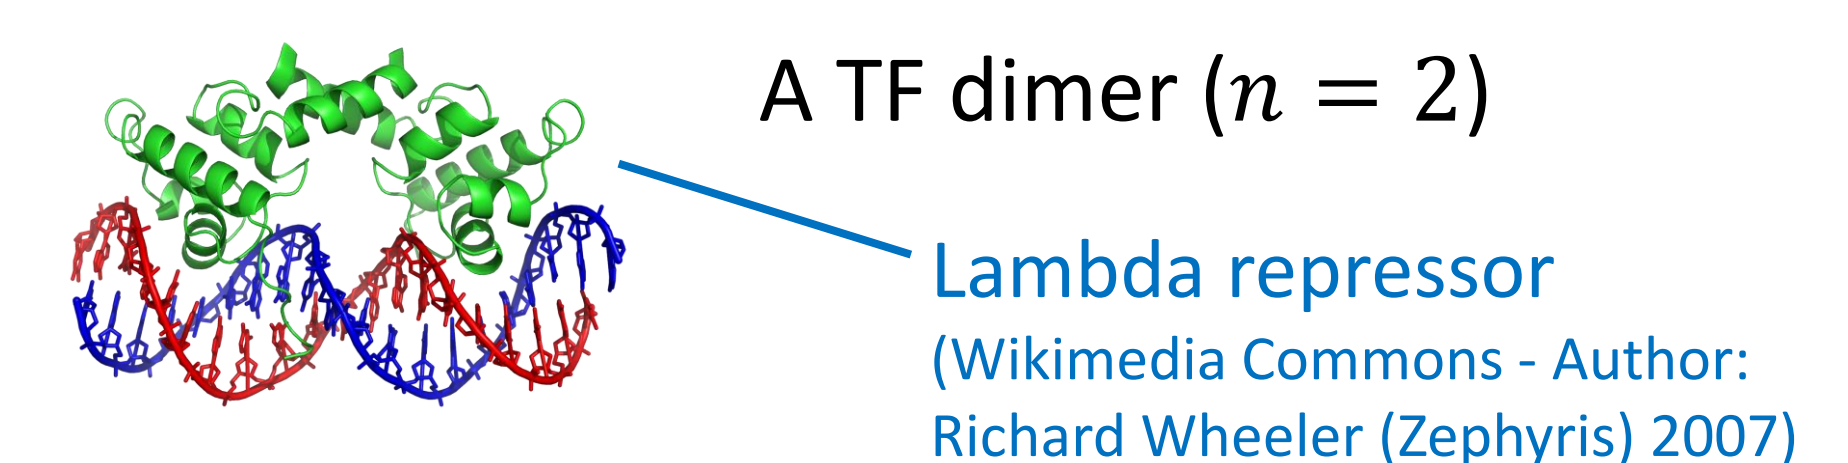 A TF dimer (𝑛 = 2)
Lambda repressor
(Wikimedia Commons - Author:
Richard Wheeler (Zephyris) 2007)